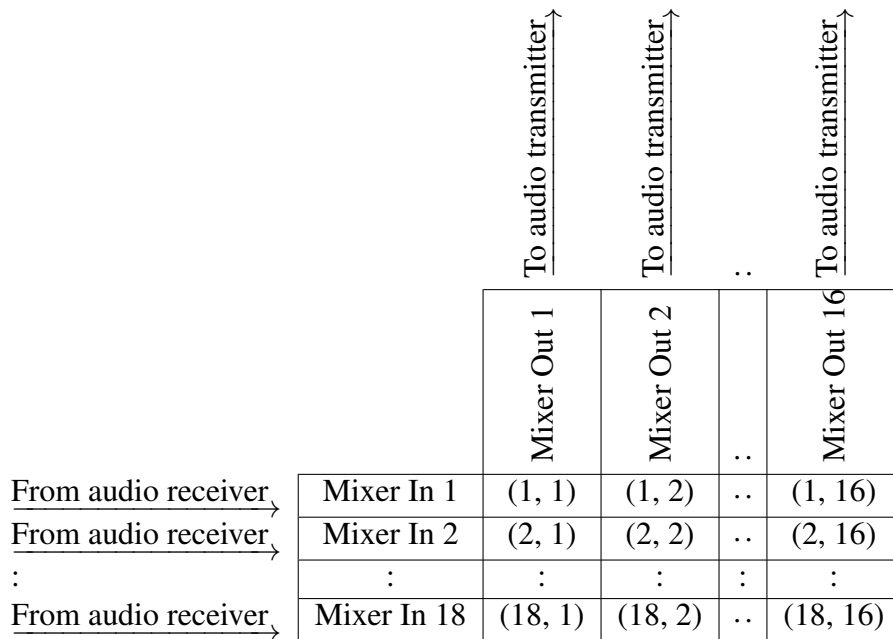 To audio transmitter To audio transmitter .. To audio transmitter
Mixer Out 1 Mixer Out 2 .. Mixer Out 16
From audio receiver Mixer In 1 (1, 1) (1, 2) .. (1, 16)
From audio receiver Mixer In 2 (2, 1) (2, 2) .. (2, 16)
: : : : : :
From audio receiver Mixer In 18 (18, 1) (18, 2) .. (18, 16)